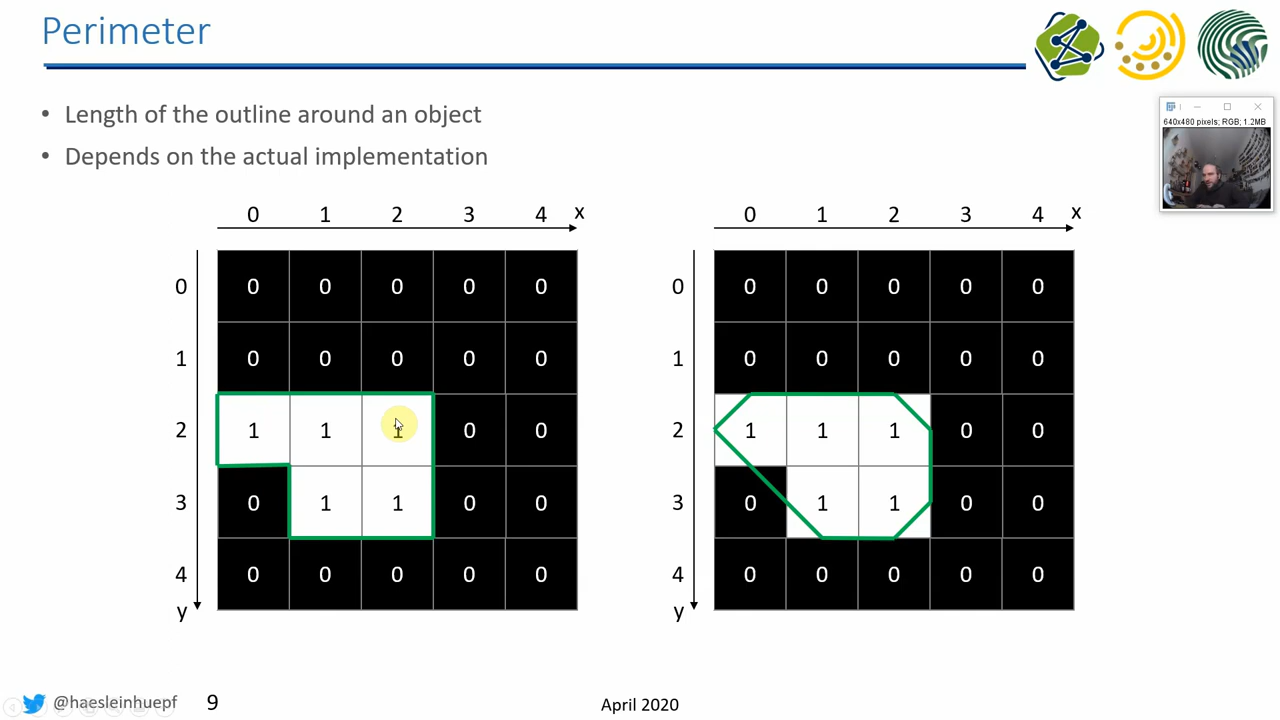 Perimeter
• Length of the outline around an object
• Depends on the actual implementation
640x480 pixels; RGB; 1.2MB
0 1 2 3 4 x
0 0 0 0 0 0
1 0 0 0 0 0
2 1 1 1 0 0
3 0 1 1 0 0
4 0 0 0 0 0
y
0 1 2 3 4 x
0 0 0 0 0 0
1 0 0 0 0 0
2 1 1 1 0 0
3 0 1 1 0 0
4 0 0 0 0 0
y
@haesleinhuepf 9 April 2020